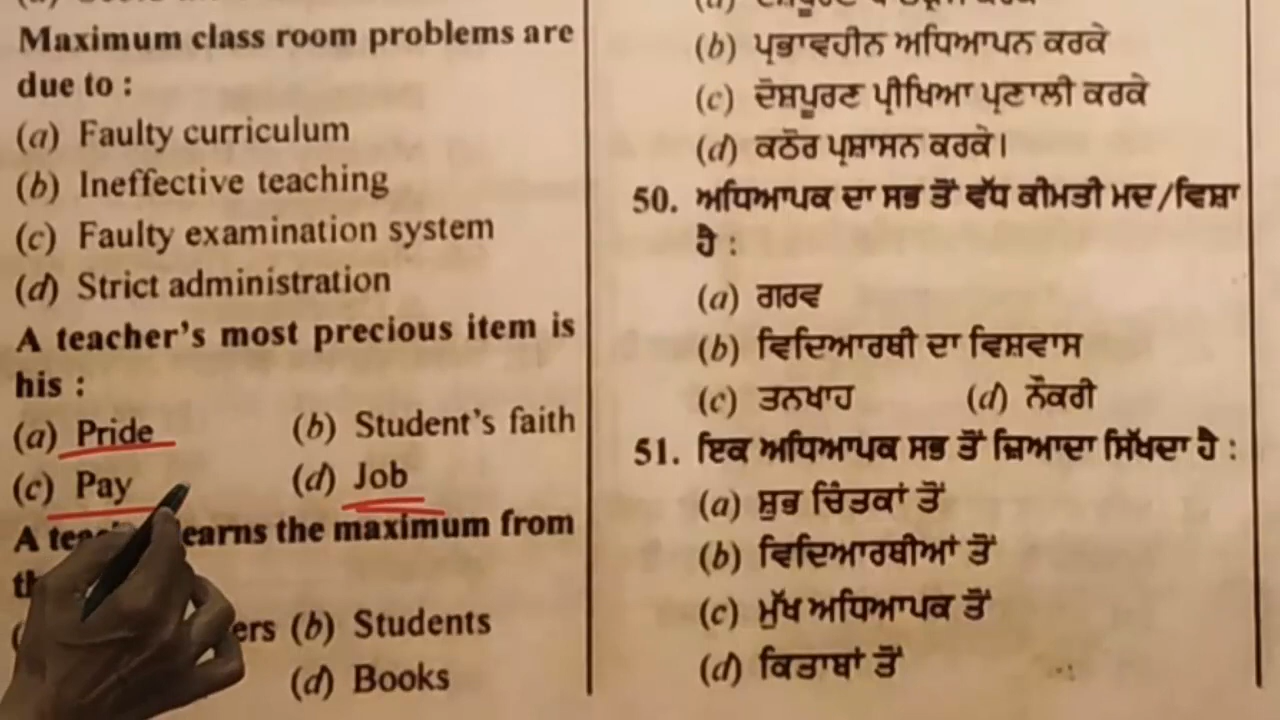 Maximum class room problems are
due to :
(a) Faulty curriculum
(b) Ineffective teaching
(c) Faulty examination system
(d) Strict administration
A teacher's most precious item is
his :
(a) Pride (b) Student's faith
(c) Pay (d) Job
A earns the maximum from
(b) Students
(d) Books
(b) ਪ੍ਰਭਾਵਹੀਨ ਅਧਿਆਪਨ ਕਰਕੇ
(c) ਦੋਸ਼ਪੂਰਣ ਪ੍ਰੀਖਿਆ ਪ੍ਰਣਾਲੀ ਕਰਕੇ
(d) ਕਠੋਰ ਪ੍ਰਸ਼ਾਸਨ ਕਰਕੇ।
50. ਅਧਿਆਪਕ ਦਾ ਸਭ ਤੋਂ ਵੱਧ ਕੀਮਤੀ ਮਦ/ਵਿਸ਼ਾ
ਹੈ :
(a) ਗਰਵ
(b) ਵਿਦਿਆਰਥੀ ਦਾ ਵਿਸ਼ਵਾਸ
(c) ਤਨਖਾਹ (d) ਨੌਕਰੀ
51. ਇਕ ਅਧਿਆਪਕ ਸਭ ਤੋਂ ਜ਼ਿਆਦਾ ਸਿੱਖਦਾ ਹੈ :
(a) ਸ਼ੁਭ ਚਿੰਤਕਾਂ ਤੋਂ
(b) ਵਿਦਿਆਰਥੀਆਂ ਤੋਂ
(c) ਮੁੱਖ ਅਧਿਆਪਕ ਤੋਂ
(d) ਕਿਤਾਬਾਂ ਤੋਂ